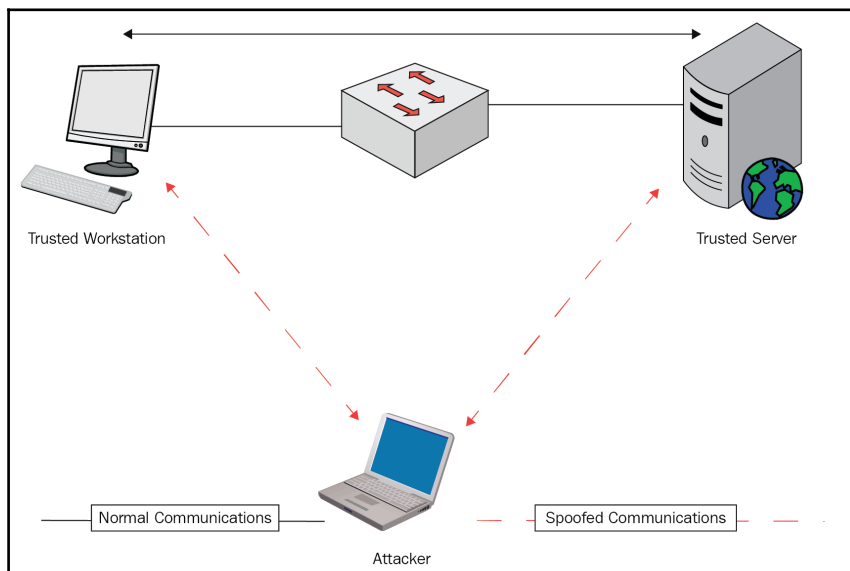 Trusted Workstation
Trusted Server
Normal Communications
Spoofed Communications
Attacker